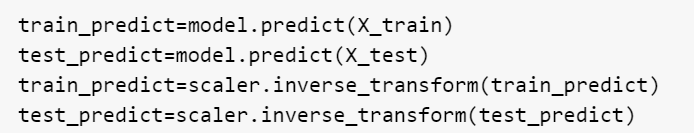 train_predict=model.predict(X_train)
test_predict=model.predict(X_test)
train_predict=scaler.inverse_transform(train_predict)
test_predict=scaler.inverse_transform(test_predict)